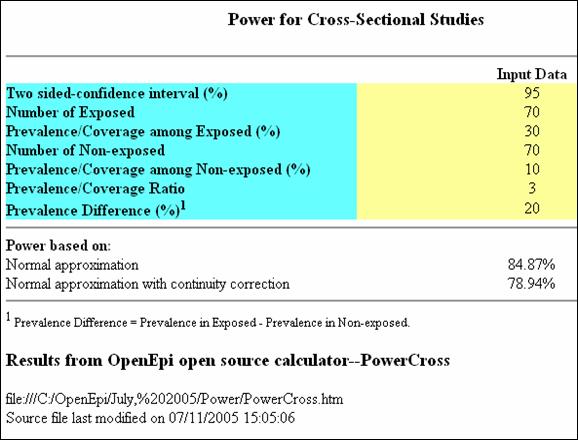 Power for Cross-Sectional Studies
Input Data
Two sided-confidence interval (%) 95
Number of Exposed 70
Prevalence/Coverage among Exposed (%) 30
Number of Non-exposed 70
Prevalence/Coverage among Non-exposed (%) 10
Prevalence/Coverage Ratio 3
Prevalence Difference (%)1 20
Power based on:
Normal approximation 84.87%
Normal approximation with continuity correction 78.94%
1 Prevalence Difference = Prevalence in Exposed - Prevalence in Non-exposed.
Results from OpenEpi open source calculator--PowerCross
file:///C:/OpenEpi/July,%202005/Power/PowerCross.htm
Source file last modified on 07/11/2005 15:05:06